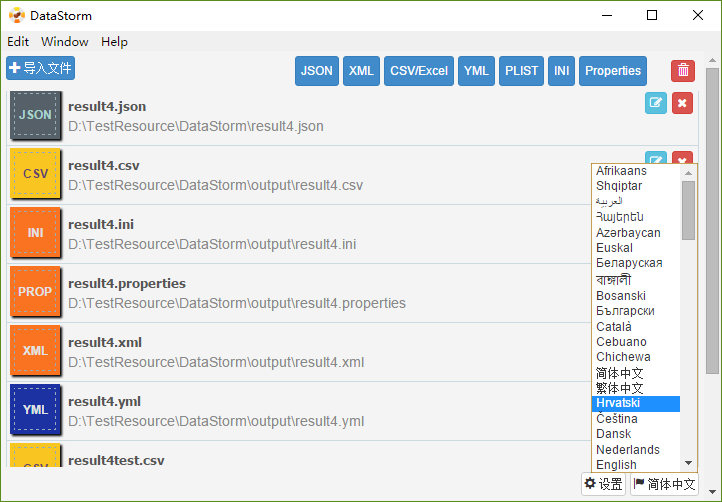 DataStorm
Edit Window Help
导入文件 JSON XML CSV/Excel YML PLIST INI Properties
JSON
result4.json
D:\TestResource\DataStorm\result4.json
CSV
result4.csv
D:\TestResource\DataStorm\output\result4.csv
INI
result4.ini
D:\TestResource\DataStorm\output\result4.ini
PROP
result4.properties
D:\TestResource\DataStorm\output\result4.properties
XML
result4.xml
D:\TestResource\DataStorm\output\result4.xml
YML
result4.yml
D:\TestResource\DataStorm\output\result4.yml
CSV
result4test.csv
Afrikaans
Shqiptar
العربية
Հայերեն
Azərbaycan
Euskal
Беларуская
বাঙ্গালী
Bosanski
Български
Català
Cebuano
Chichewa
简体中文
繁体中文
Hrvatski
Čeština
Dansk
Nederlands
English
设置 简体中文